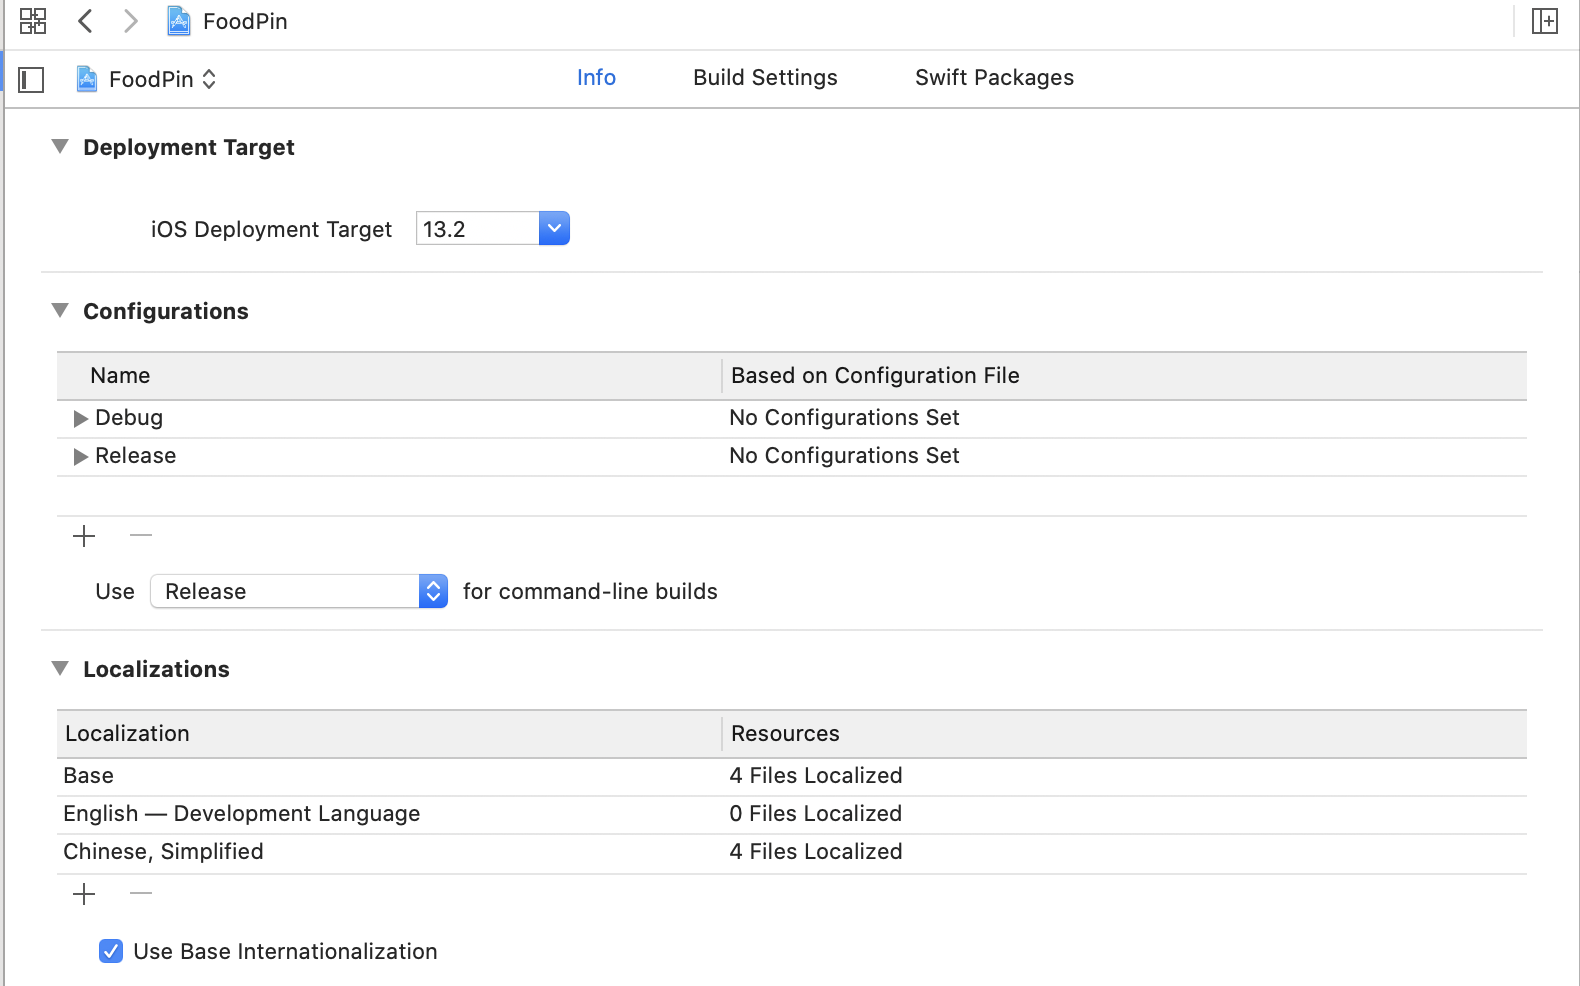 FoodPin
FoodPin Info Build Settings Swift Packages
Deployment Target
iOS Deployment Target 13.2
Configurations
Name Based on Configuration File
Debug No Configurations Set
Release No Configurations Set
Use Release for command-line builds
Localizations
Localization Resources
Base 4 Files Localized
English — Development Language 0 Files Localized
Chinese, Simplified 4 Files Localized
Use Base Internationalization